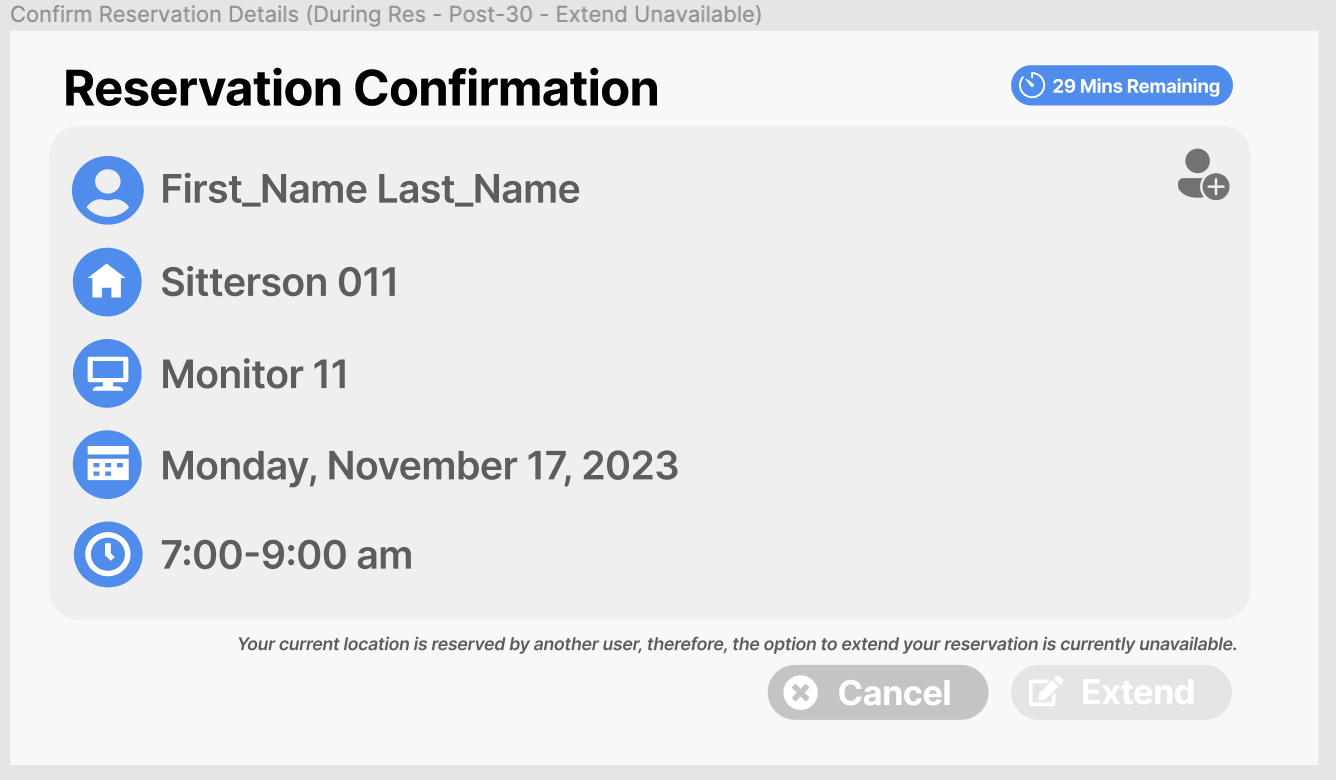 Confirm Reservation Details (During Res - Post-30 - Extend Unavailable)
Reservation Confirmation
29 Mins Remaining
First_Name Last_Name
Sitterson 011
Monitor 11
Monday, November 17, 2023
7:00-9:00 am
Your current location is reserved by another user, therefore, the option to extend your reservation is currently unavailable.
Cancel
Extend